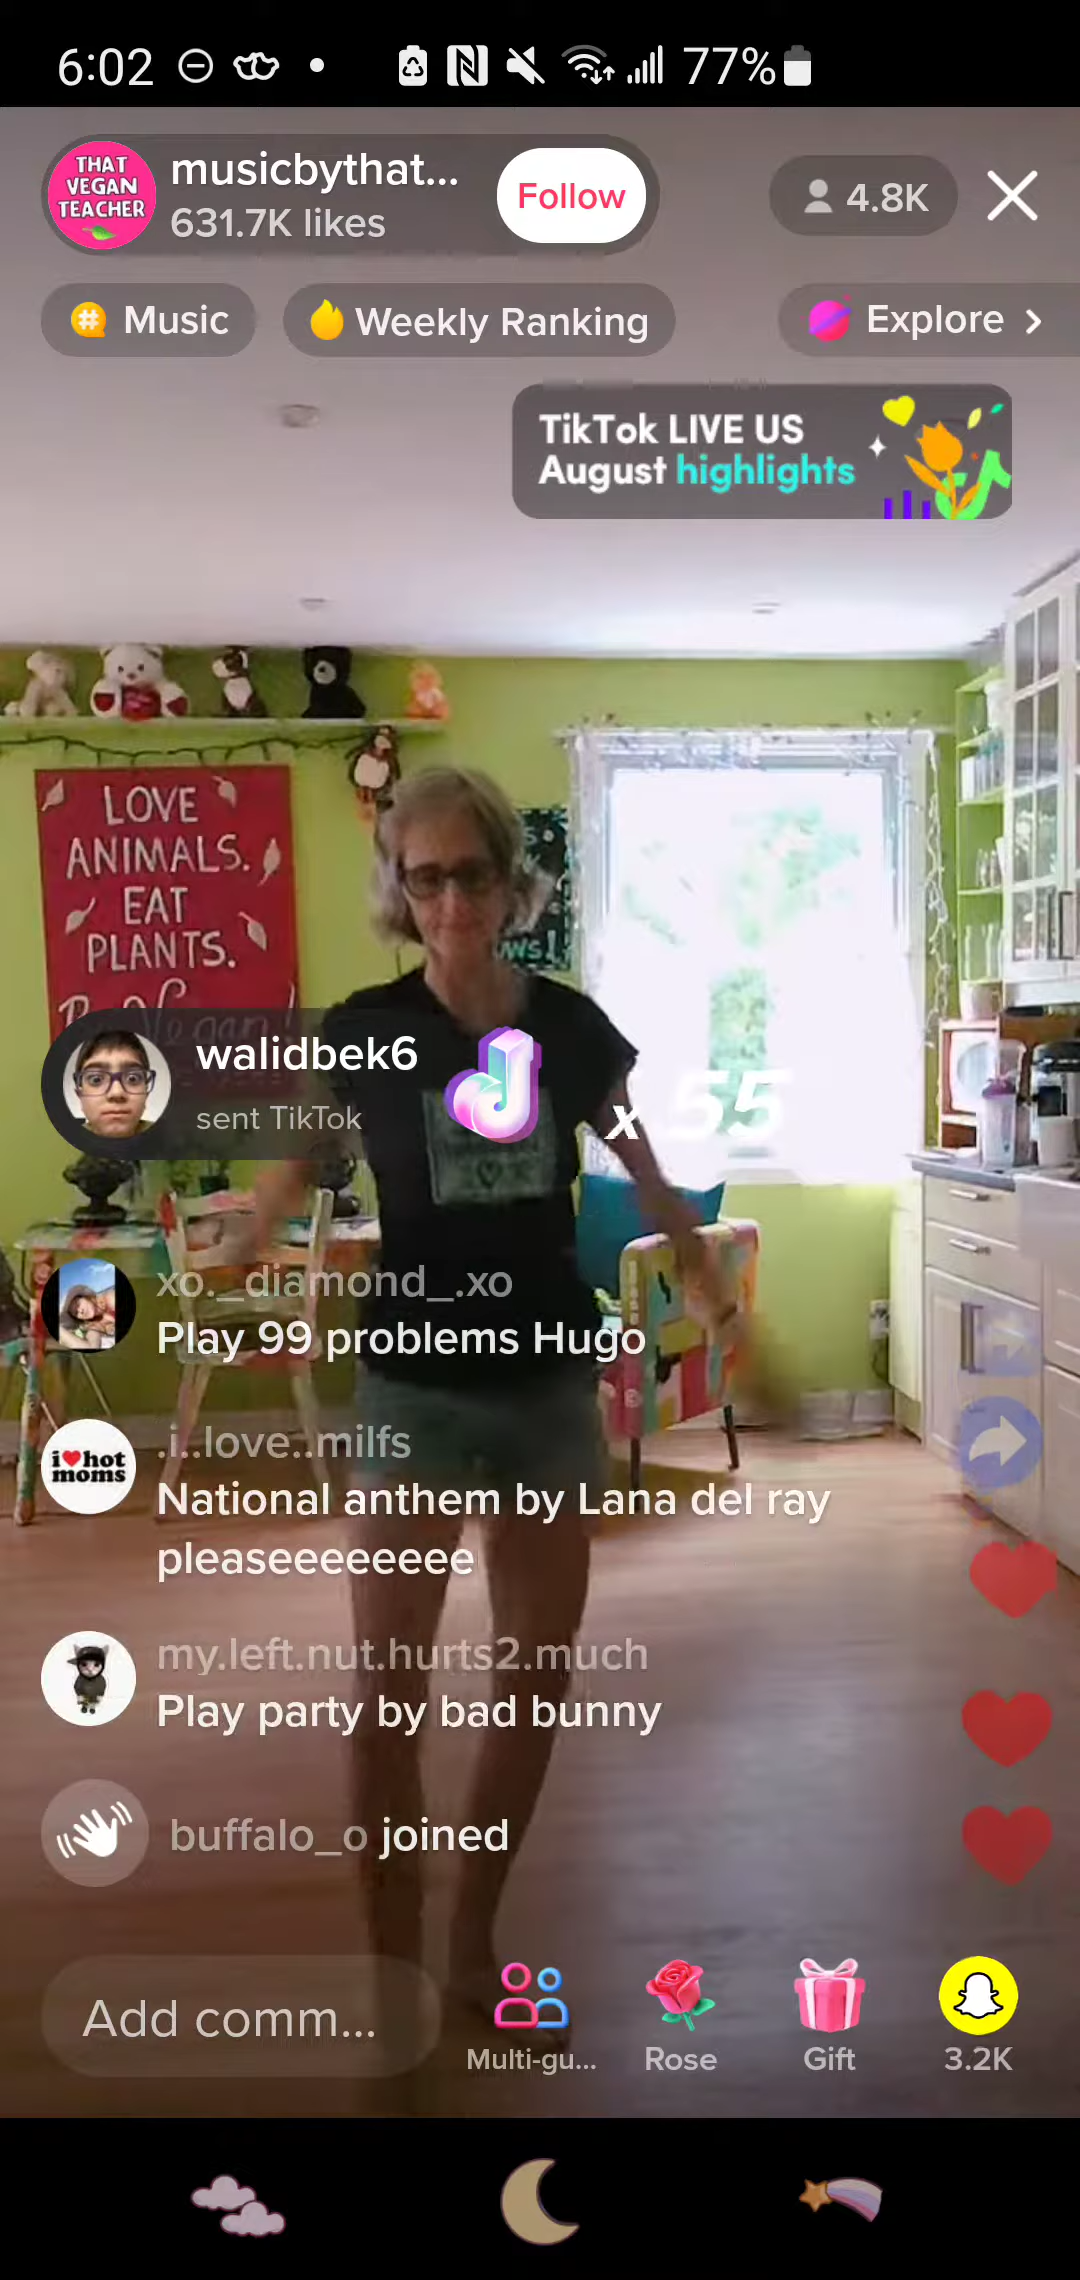 6:02
77%
THAT
VEGAN
TEACHER
musicbythat...
631.7K likes
Follow
4.8K
Music
Weekly Ranking
Explore
TikTok LIVE US
August highlights
LOVE
ANIMALS.
EAT
PLANTS.
walidbek6
sent TikTok
x 55
xo._diamond_.xo
Play 99 problems Hugo
i♥hot
moms
.i..love..milfs
National anthem by Lana del ray
pleaseeeeeeee
my.left.nut.hurts2.much
Play party by bad bunny
buffalo_o joined
Add comm...
Multi-gu...
Rose
Gift
3.2K